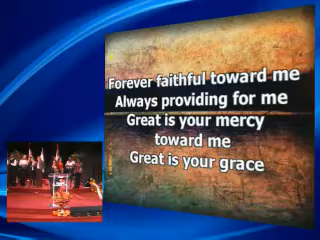 Forever faithful toward me
Always providing for me
Great is your mercy
toward me
Great is your grace